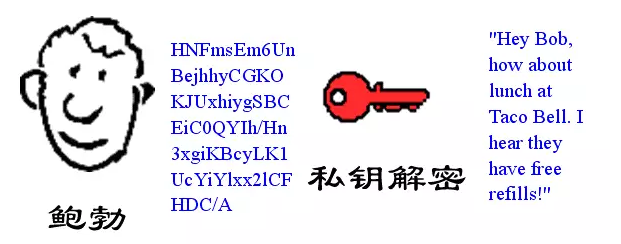 HNFmsEm6Un
BejhhyCGKO
KJUxhiygSBC
EiC0QYIh/Hn
3xgiKBcyLK1
UcYiYlxx2lCF
HDC/A
鲍勃
私钥解密
"Hey Bob,
how about
lunch at
Taco Bell. I
hear they
have free
refills!"